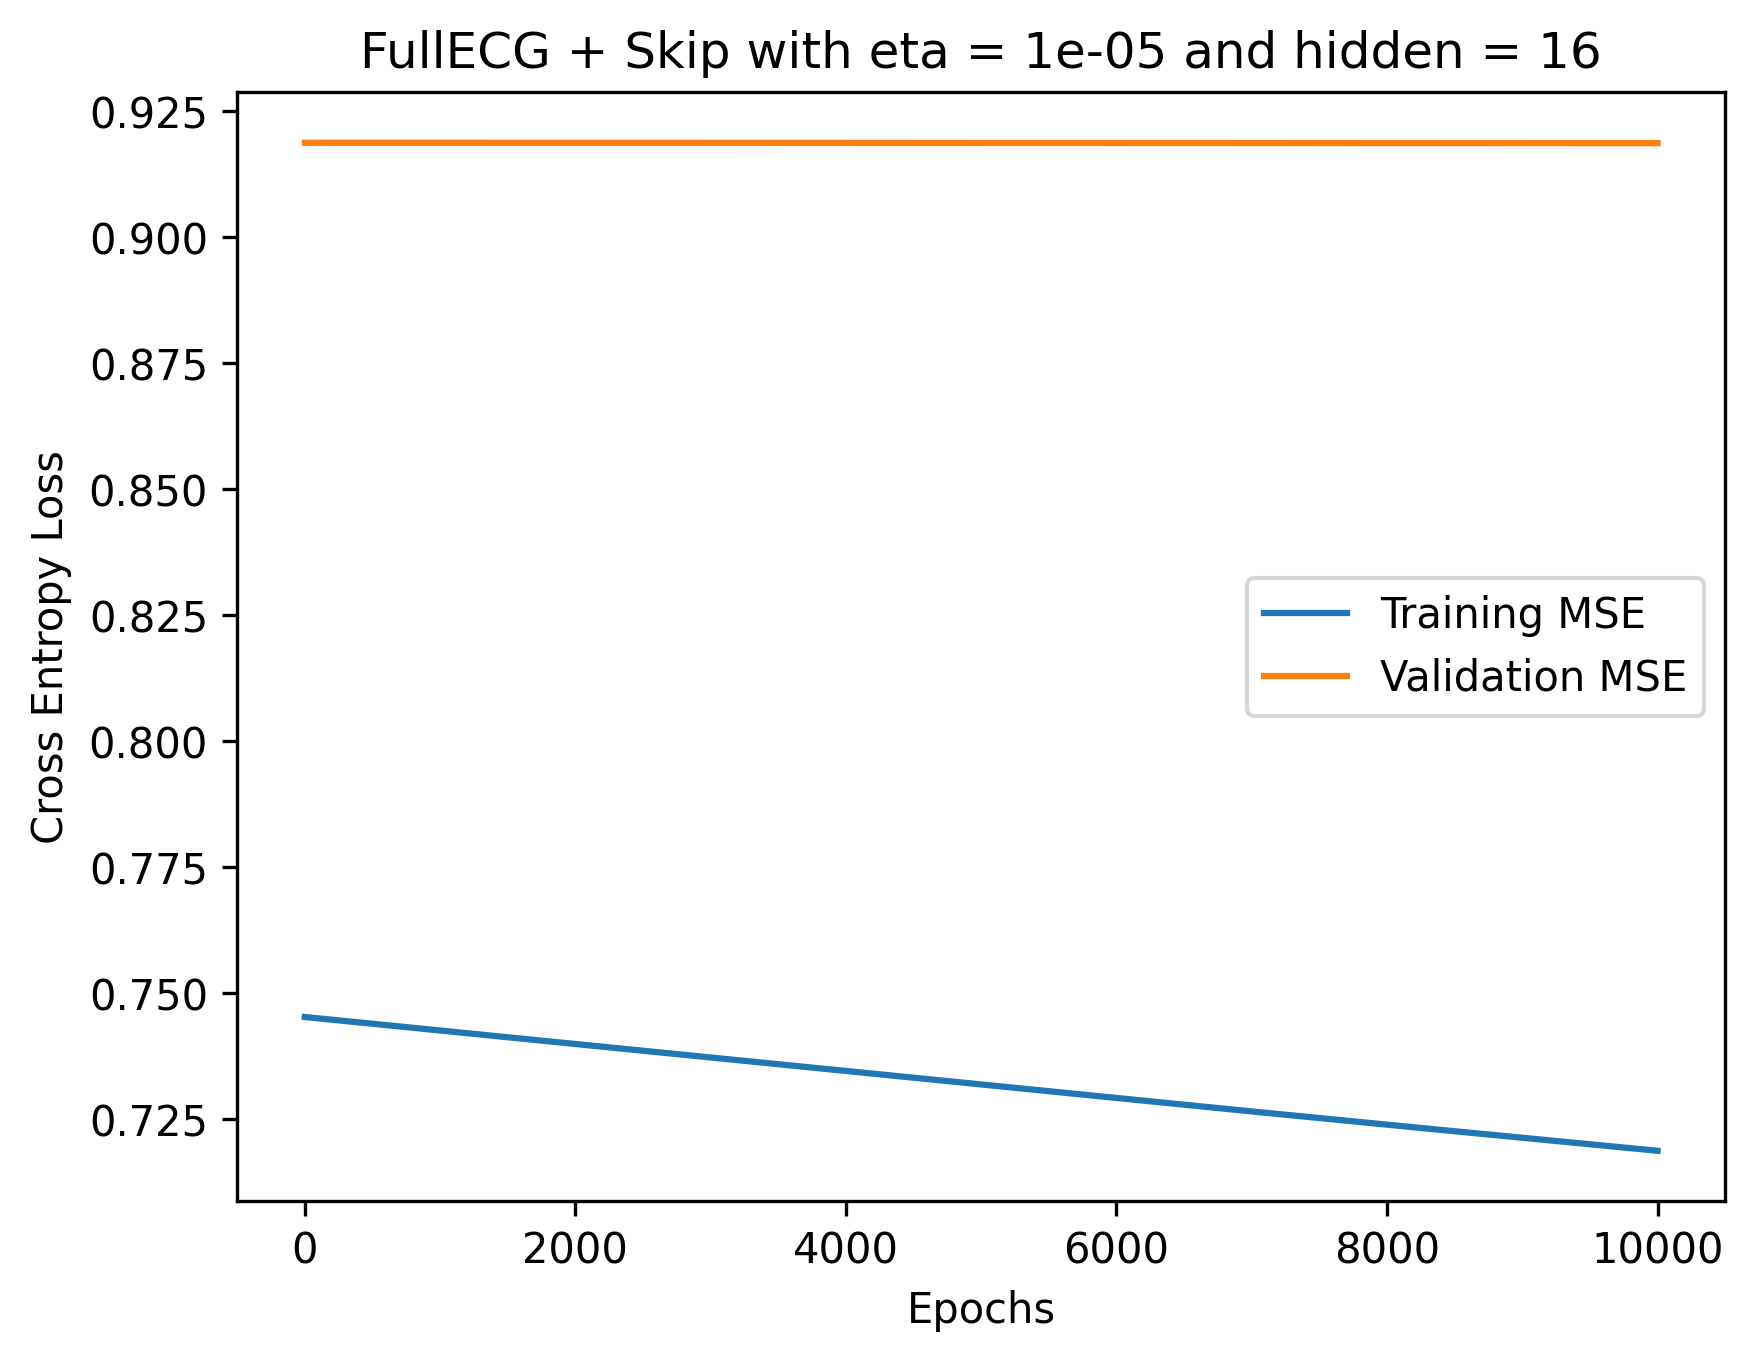 FullECG + Skip with eta = 1e-05 and hidden = 16
0.925
0.900
0.875
0.850
0.825
0.800
0.775
0.750
0.725
Cross Entropy Loss
Training MSE
Validation MSE
0 2000 4000 6000 8000 10000
Epochs